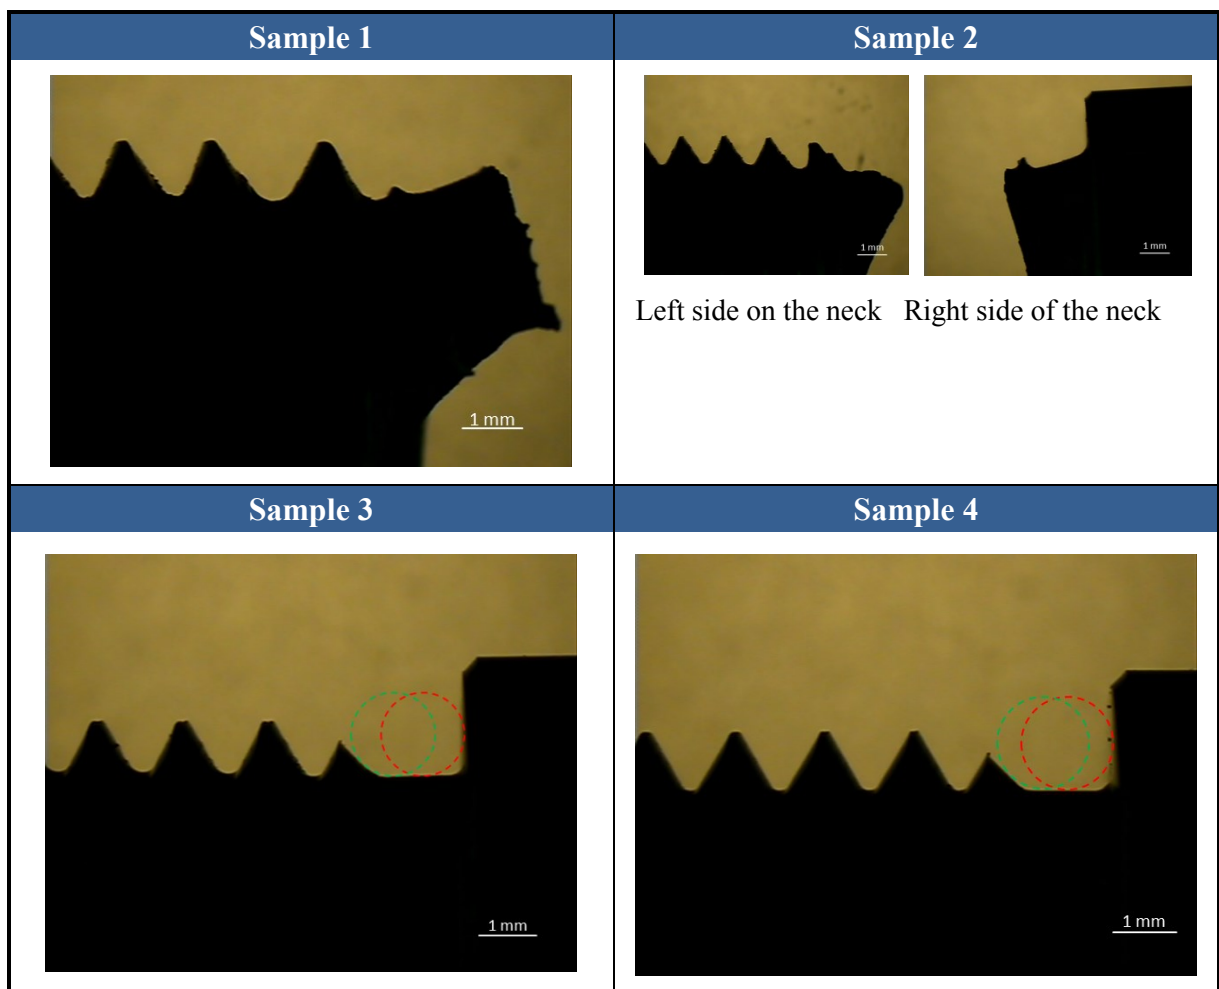 Sample 1
Sample 2
1 mm
1 mm
1 mm
Left side on the neck Right side of the neck
Sample 3
Sample 4
1 mm
1 mm